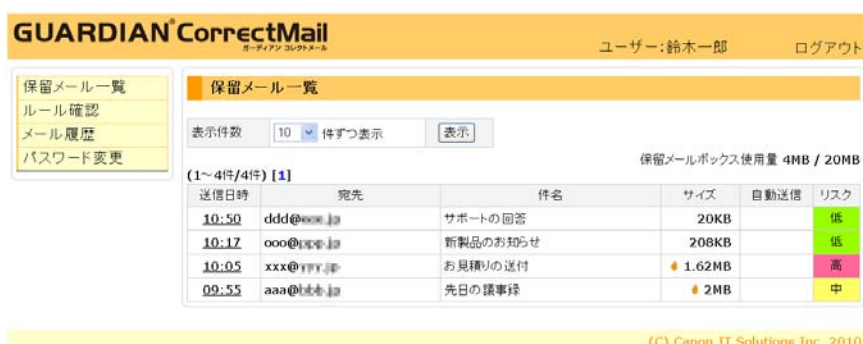 GUARDIAN® CorrectMail
ガーディアン コレクトメール
ユーザー:鈴木一郎 ログアウト
保留メール一覧
ルール確認
メール履歴
パスワード変更
保留メール一覧
表示件数 10 件ずつ表示 表示
保留メールボックス使用量 4MB / 20MB
(1~4件/4件) [1]
送信日時 宛先 件名 サイズ 自動送信 リスク
10:50 ddd@ サポートの回答 20KB 低
10:17 ooo@ 新製品のお知らせ 208KB 低
10:05 xxx@ お見積りの送付 1.62MB 高
09:55 aaa@ 先日の議事録 2MB 中
(C) Canon IT Solutions Inc. 2010